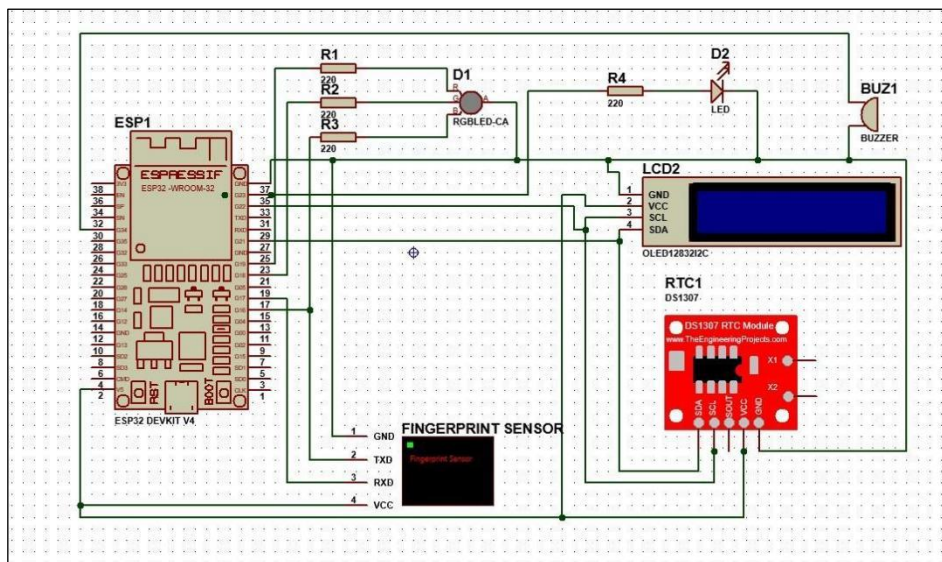 R1
220
R2
220
R3
220
D1
R
G
B
A
RGBLED-CA
R4
220
D2
LED
BUZ1
BUZZER
ESP1
ESPAESSIF
ESP32 -WROOM-32
38
36
34
32
30
28
26
24
22
20
18
16
14
12
10
8
6
4
2
37
35
33
31
29
27
25
23
21
19
17
15
13
11
9
7
5
3
1
RST
BOOT
ESP32 DEVKIT V4
LCD2
1 GND
2 VCC
3 SCL
4 SDA
OLED12832I2C
RTC1
DS1307
DS1307 RTC Module
www.TheEngineeringProjects.com
X1
X2
SDA
SCL
SOUT
VCC
GND
FINGERPRINT SENSOR
1 GND
2 TXD
3 RXD
4 VCC
Fingerprint Sensor